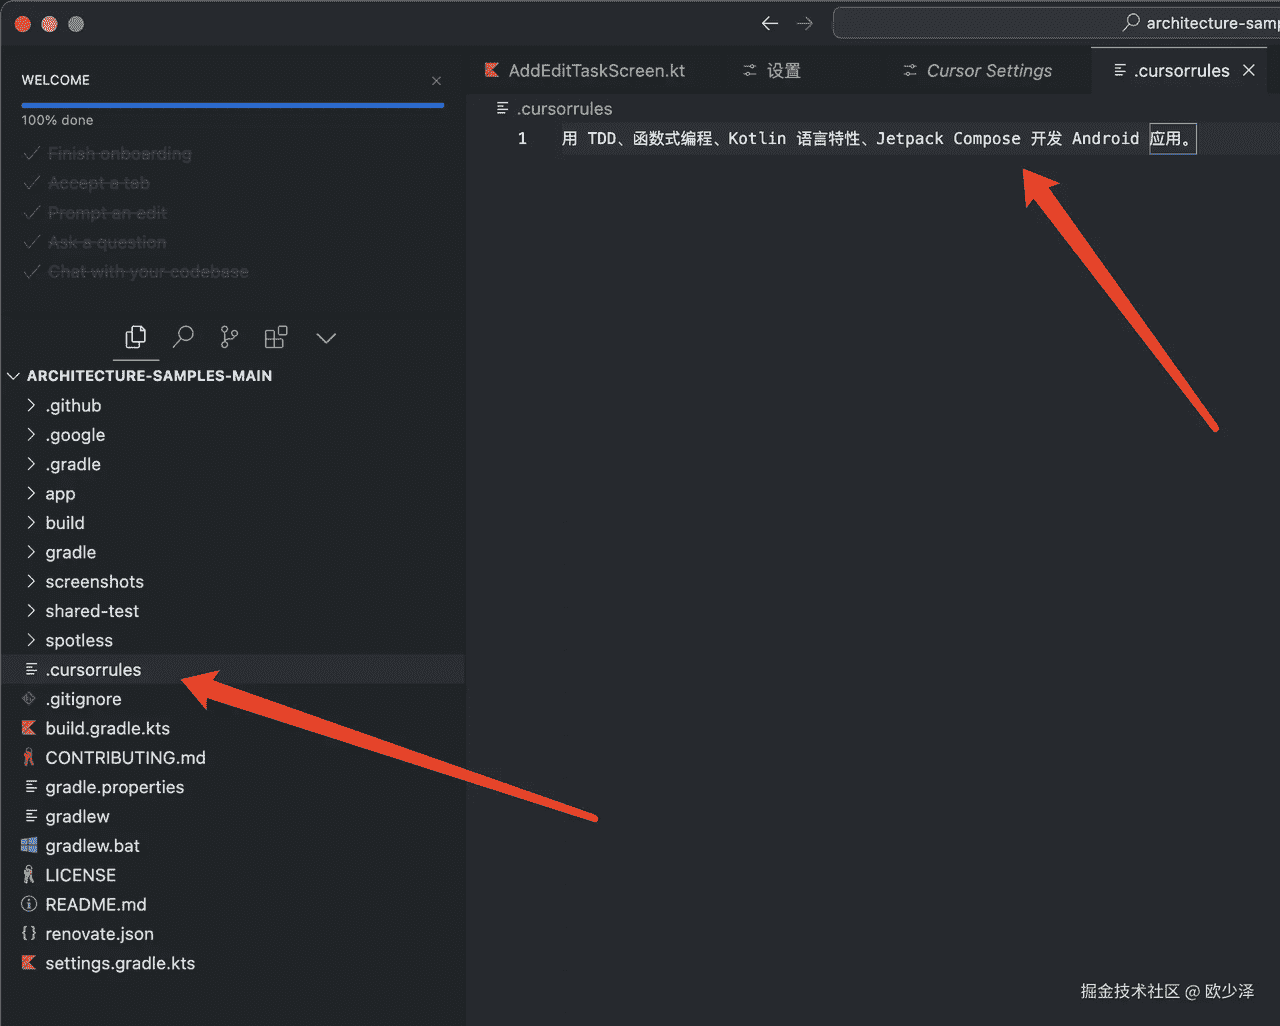 architecture-samp
WELCOME
100% done
Finish onboarding
Accept a tab
Prompt an edit
Ask a question
Chat with your codebase
ARCHITECTURE-SAMPLES-MAIN
.github
.google
.gradle
app
build
gradle
screenshots
shared-test
spotless
.cursorrules
.gitignore
build.gradle.kts
CONTRIBUTING.md
gradle.properties
gradlew
gradlew.bat
LICENSE
README.md
renovate.json
settings.gradle.kts
AddEditTaskScreen.kt 设置 Cursor Settings .cursorrules
.cursorrules
1 用 TDD、函数式编程、Kotlin 语言特性、Jetpack Compose 开发 Android 应用。
掘金技术社区 @ 欧少泽